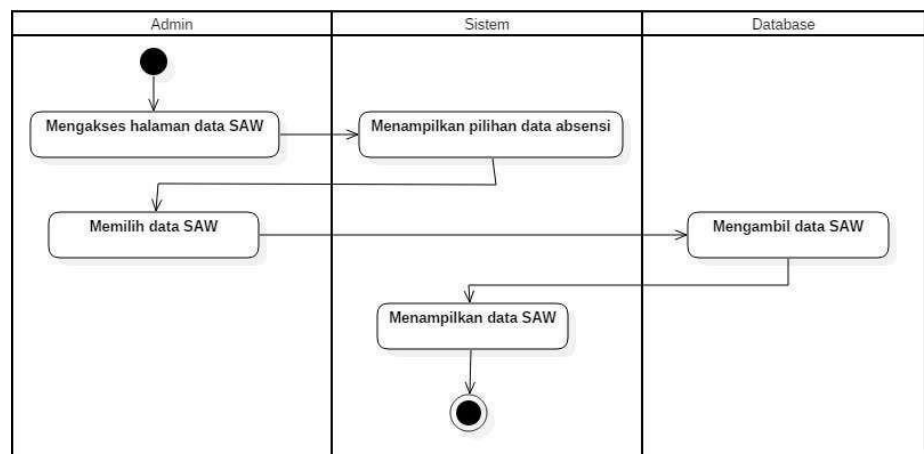 Admin
Sistem
Database
Mengakses halaman data SAW
Menampilkan pilihan data absensi
Memilih data SAW
Mengambil data SAW
Menampilkan data SAW